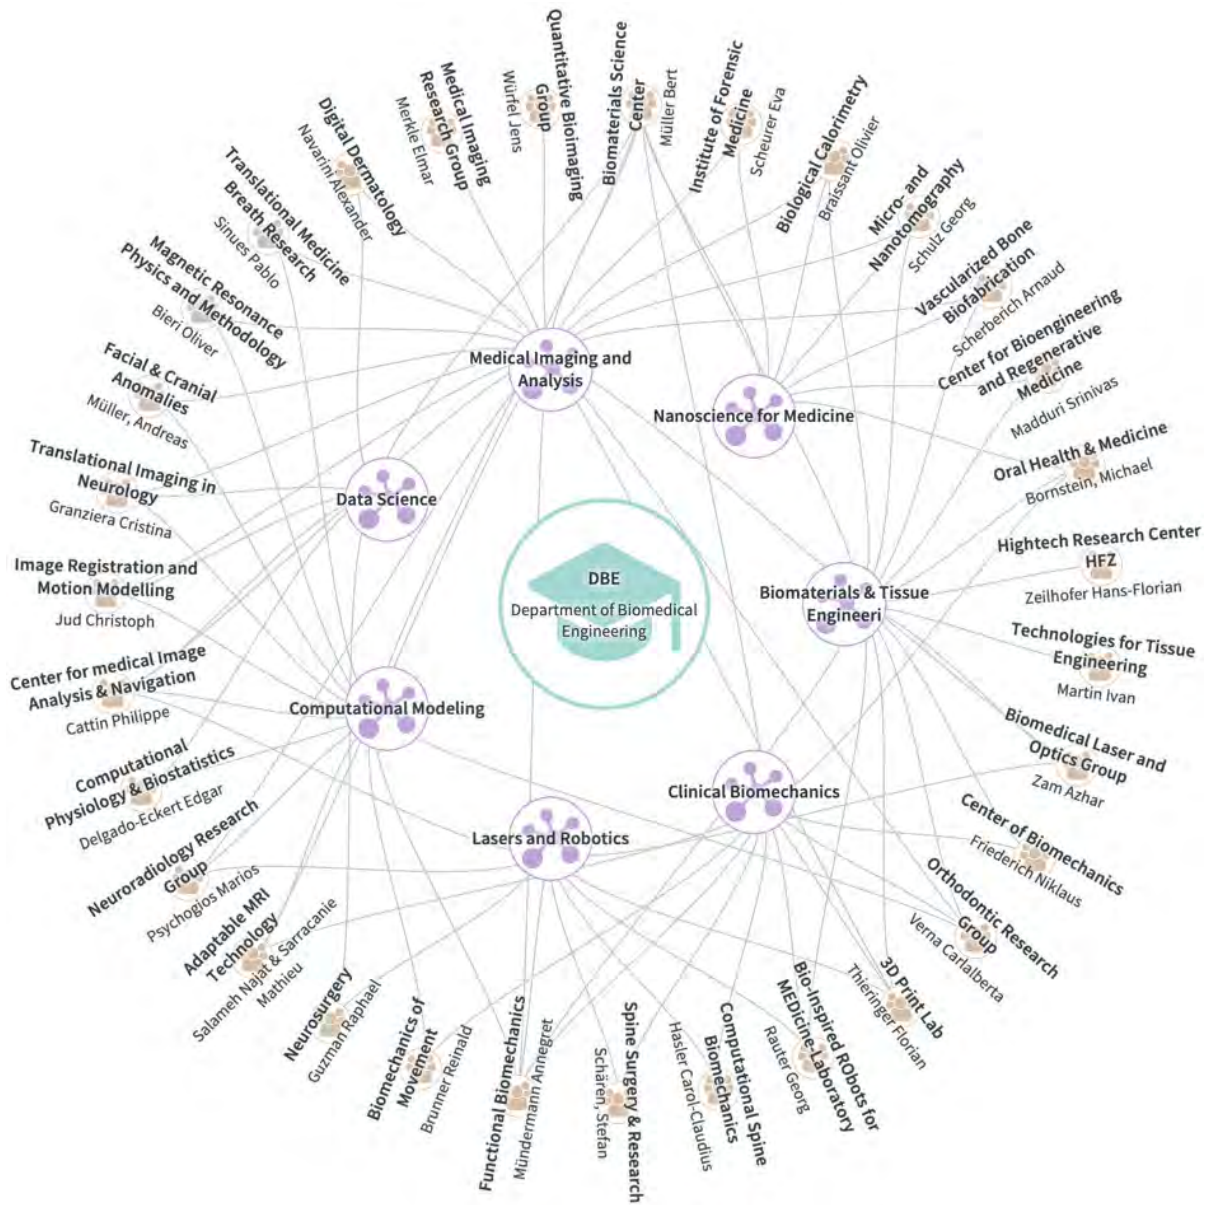 Quantitative Bioimaging
Group
Würfel Jens
Biomaterials Science
Center
Müller Bert
Institute of Forensic
Medicine
Scheurer Eva
Biological Calorimetry
Braissant Olivier
Micro- and
Nanotomography
Schulz Georg
Vascularized Bone
Biofabrication
Scherberich Arnaud
Center for Bioengineering
and Regenerative
Medicine
Madduri Srinivas
Oral Health & Medicine
Bornstein, Michael
Hightech Research Center
HFZ
Zeilhofer Hans-Florian
Technologies for Tissue
Engineering
Martin Ivan
Biomedical Laser and
Optics Group
Zam Azhar
Center of Biomechanics
Friederich Niklaus
Orthodontic Research
Group
Verna Carlalberta
3D Print Lab
Thieringer Florian
Bio-Inspired RObots for
MEDicine-Laboratory
Rauter Georg
Computational Spine
Biomechanics
Hasler Carol-Claudius
Spine Surgery & Research
Schären, Stefan
Functional Biomechanics
Mündermann Annegret
Biomechanics of
Movement
Brunner Reinald
Neurosurgery
Guzman Raphael
Adaptable MRI
Technology
Salameh Najat & Sarracanie
Mathieu
Neuroradiology Research
Group
Psychogios Marios
Computational
Physiology & Biostatistics
Delgado-Eckert Edgar
Center for medical Image
Analysis & Navigation
Cattin Philippe
Image Registration and
Motion Modelling
Jud Christoph
Translational Imaging in
Neurology
Granziera Cristina
Facial & Cranial
Anomalies
Müller, Andreas
Magnetic Resonance
Physics and Methodology
Bieri Oliver
Translational Medicine
Breath Research
Sinues Pablo
Digital Dermatology
Navarini Alexander
Medical Imaging
Research Group
Merkle Elmar
Medical Imaging and
Analysis
Nanoscience for Medicine
Data Science
Biomaterials & Tissue
Engineeri
Computational Modeling
Clinical Biomechanics
Lasers and Robotics
DBE
Department of Biomedical
Engineering